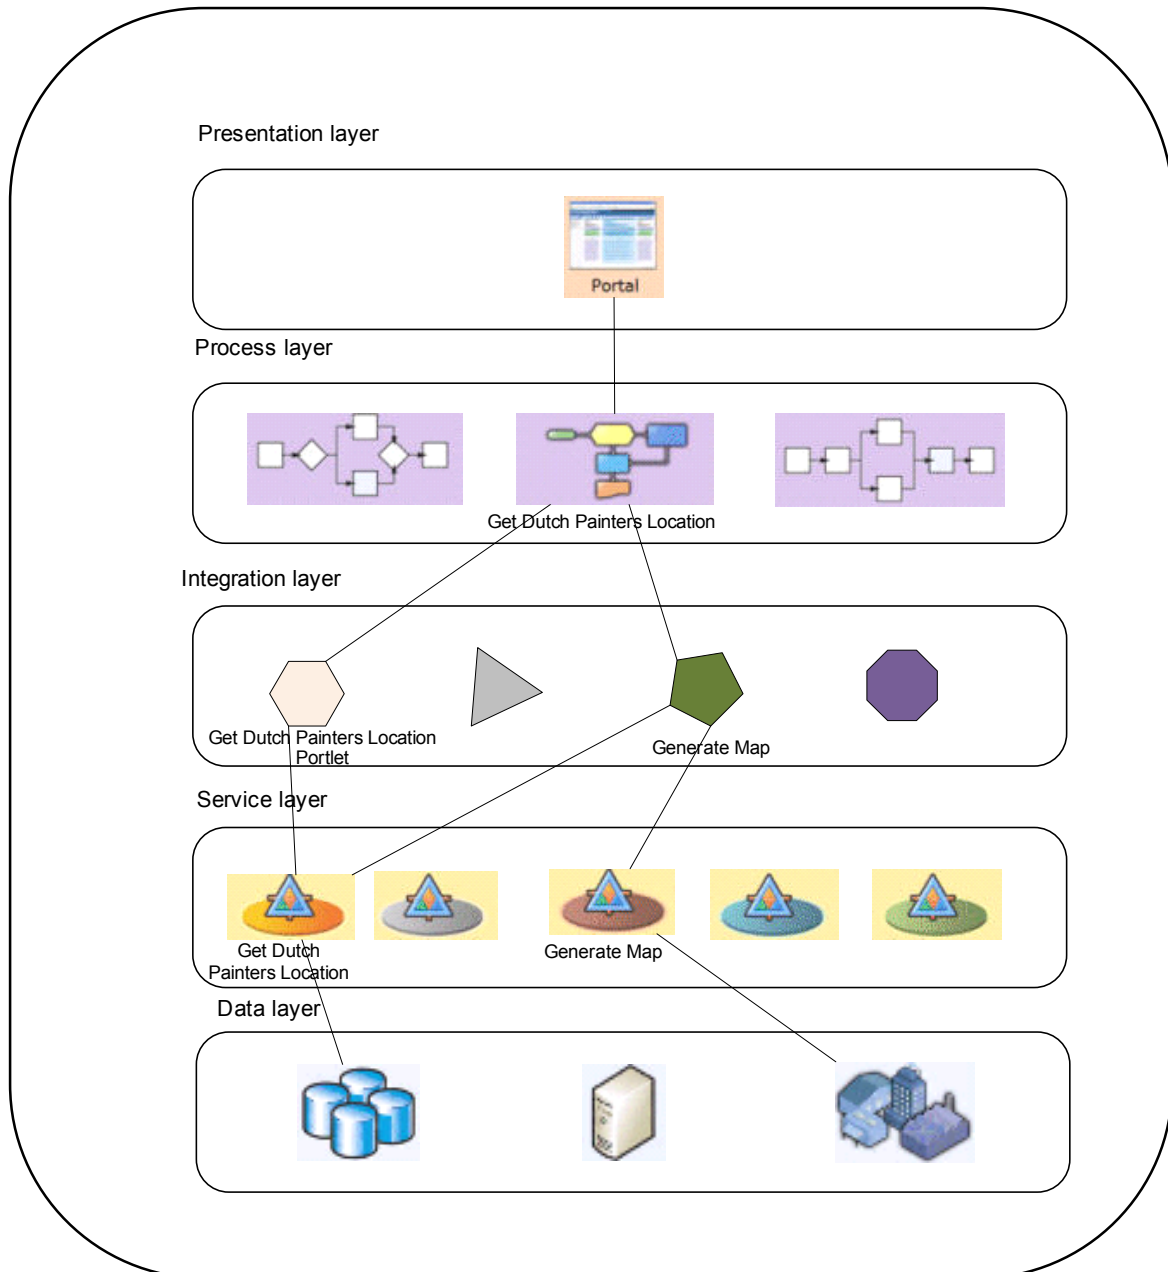 Presentation layer
Portal
Process layer
Get Dutch Painters Location
Integration layer
Get Dutch Painters Location
Portlet
Generate Map
Service layer
Get Dutch
Painters Location
Generate Map
Data layer